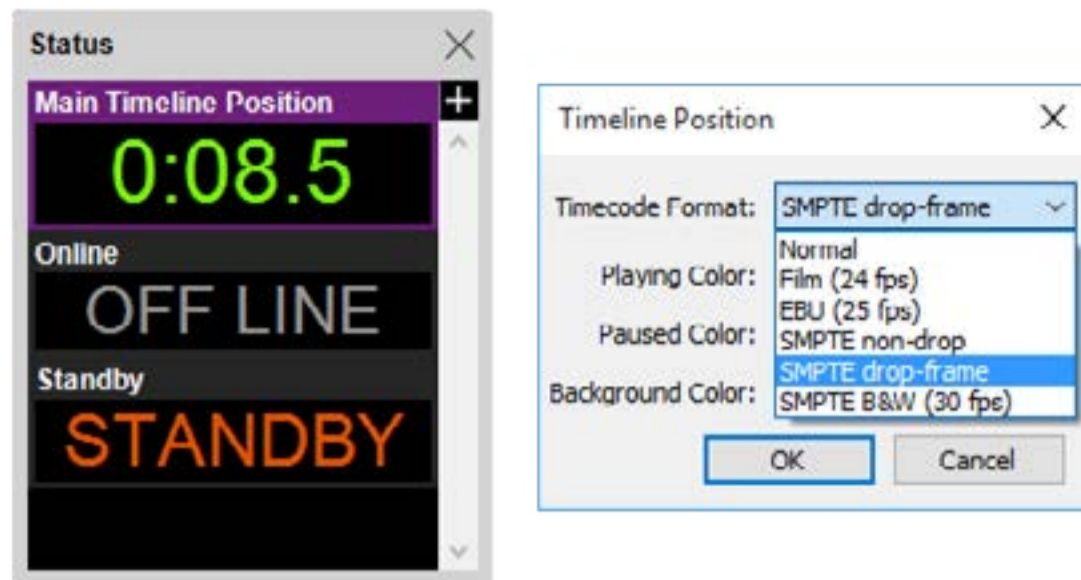 Status
Main Timeline Position
0:08.5
Online
OFF LINE
Standby
STANDBY
Timeline Position
Timecode Format: SMPTE drop-frame
Normal
Film (24 fps)
Playing Color:
EBU (25 fps)
SMPTE non-drop
Paused Color:
SMPTE drop-frame
Background Color:
SMPTE B&W (30 fps)
OK Cancel